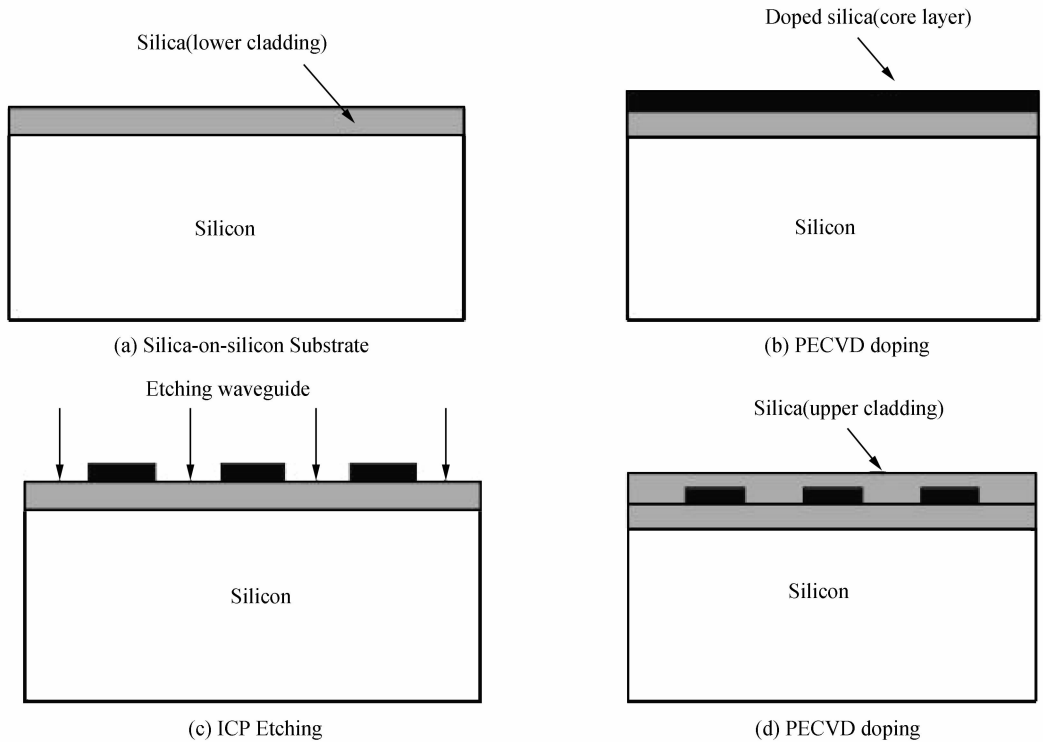 Silica(lower cladding)
Silicon
(a) Silica-on-silicon Substrate
Doped silica(core layer)
Silicon
(b) PECVD doping
Etching waveguide
Silicon
(c) ICP Etching
Silica(upper cladding)
Silicon
(d) PECVD doping